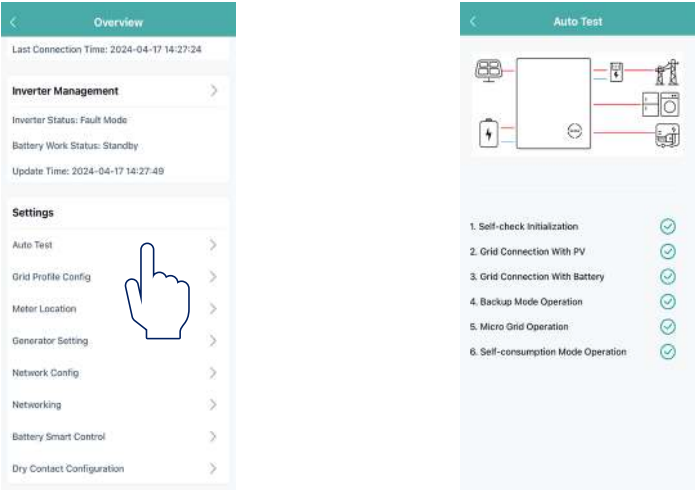 Overview
Last Connection Time: 2024-04-17 14:27:24
Inverter Management
Inverter Status: Fault Mode
Battery Work Status: Standby
Update Time: 2024-04-17 14:27:49
Settings
Auto Test
Grid Profile Config
Meter Location
Generator Setting
Network Config
Networking
Battery Smart Control
Dry Contact Configuration
Auto Test
1. Self-check Initialization
2. Grid Connection With PV
3. Grid Connection With Battery
4. Backup Mode Operation
5. Micro Grid Operation
6. Self-consumption Mode Operation